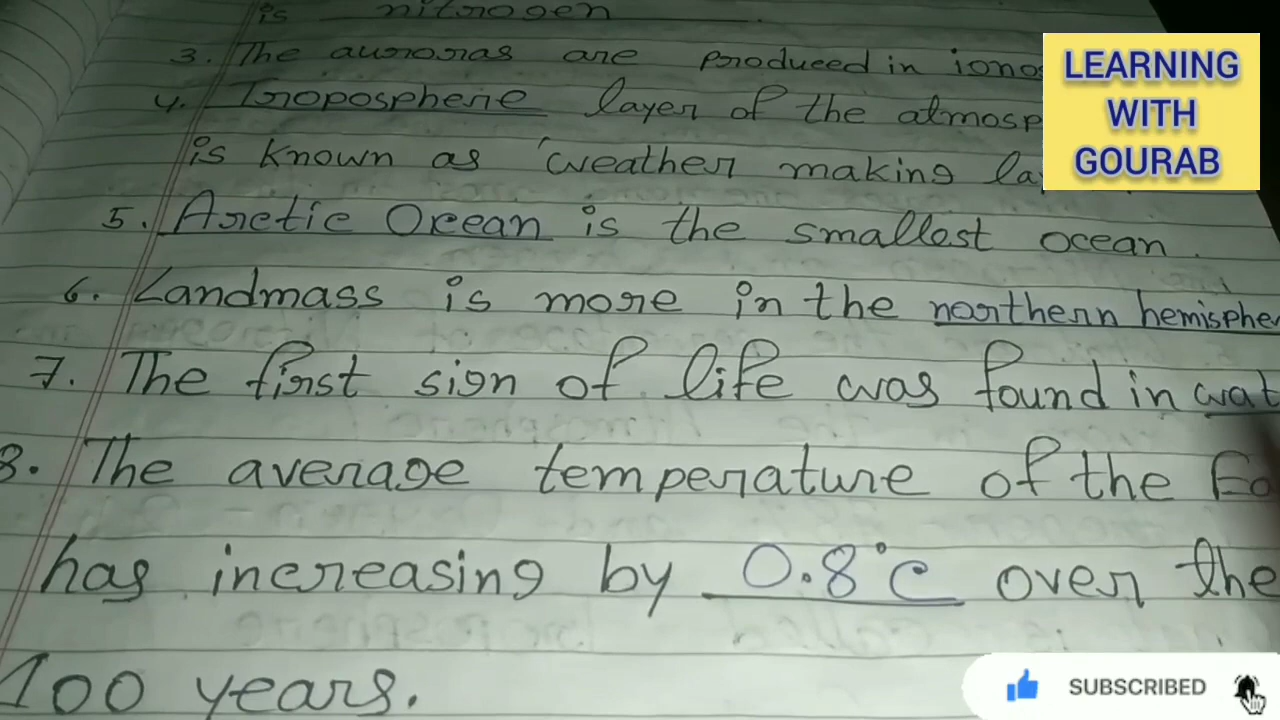 is nitrogen.
3. The auroras are produced in iono
4. Troposphere layer of the atmosp
is known as 'weather making la
5. Arctic Ocean is the smallest ocean.
6. Landmass is more in the northern hemispher
7. The first sign of life was found in wat
8. The average temperature of the Ea
has increasing by 0.8°C over the
100 years.
LEARNING
WITH
GOURAB
SUBSCRIBED